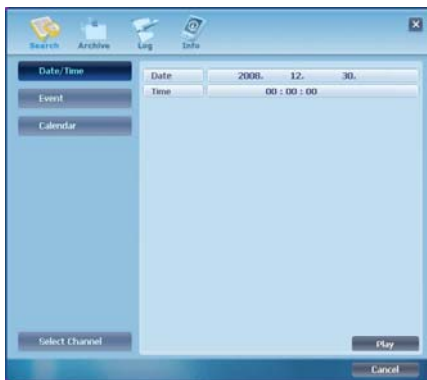 Search Archive Log Info
Date/Time
Date 2008. 12. 30.
Time 00 : 00 : 00
Event
Calendar
Select Channel
Play
Cancel